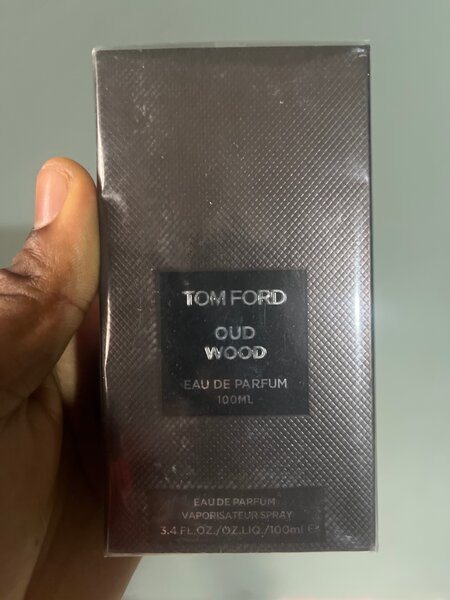 TOM FORD
OUD
WOOD
EAU DE PARFUM
100ML
EAU DE PARFUM
VAPORISATEUR SPRAY
3.4 FL.OZ./OZ.LIQ./100ml ℮